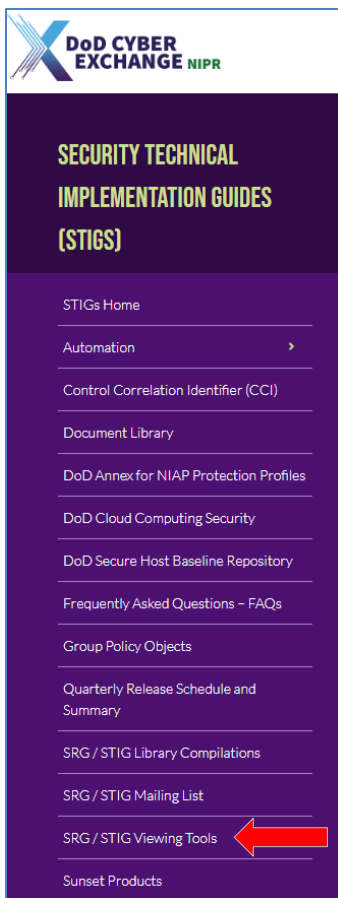 DoD CYBER
EXCHANGE NIPR
SECURITY TECHNICAL
IMPLEMENTATION GUIDES
(STIGS)
STIGs Home
Automation
Control Correlation Identifier (CCI)
Document Library
DoD Annex for NIAP Protection Profiles
DoD Cloud Computing Security
DoD Secure Host Baseline Repository
Frequently Asked Questions – FAQs
Group Policy Objects
Quarterly Release Schedule and
Summary
SRG / STIG Library Compilations
SRG / STIG Mailing List
SRG / STIG Viewing Tools
Sunset Products